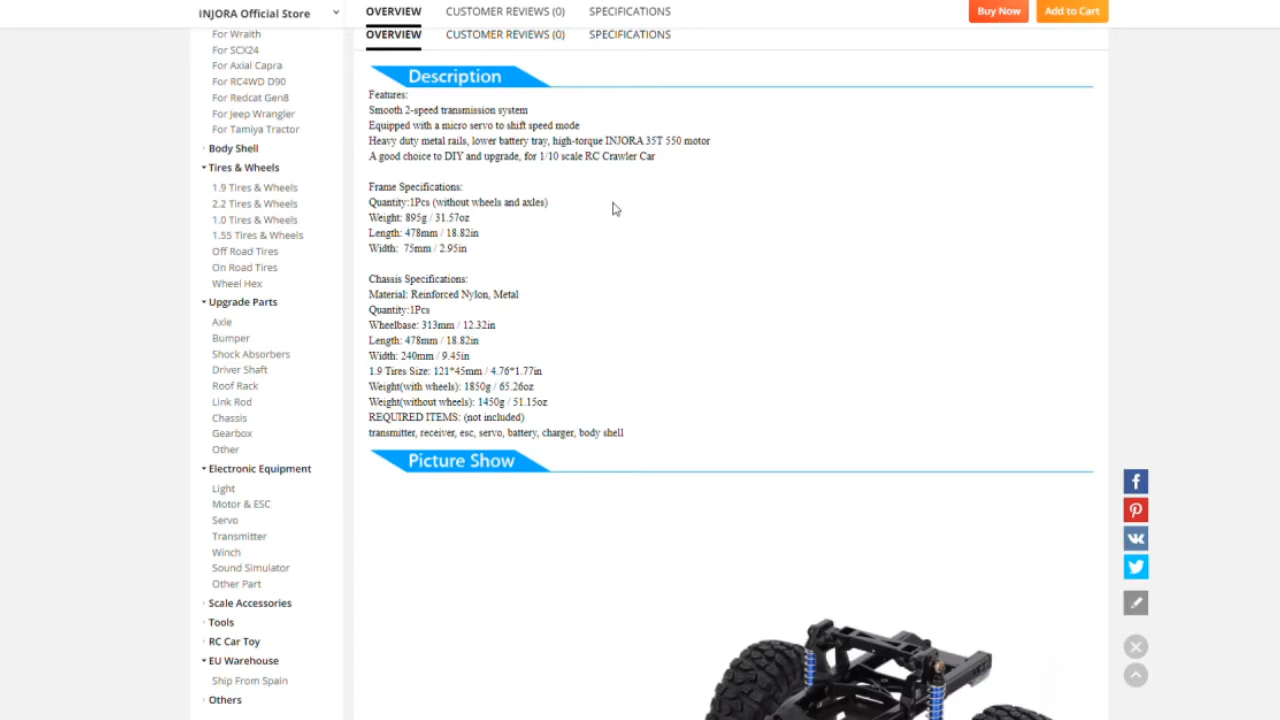 INJORA Official Store
OVERVIEW
CUSTOMER REVIEWS (0)
SPECIFICATIONS
Buy Now
Add to Cart
OVERVIEW
CUSTOMER REVIEWS (0)
SPECIFICATIONS
For Wraith
For SCX24
For Axial Capra
For RC4WD D90
For Redcat Gen8
For Jeep Wrangler
For Tamiya Tractor
Body Shell
Tires & Wheels
1.9 Tires & Wheels
2.2 Tires & Wheels
1.0 Tires & Wheels
1.55 Tires & Wheels
Off Road Tires
On Road Tires
Wheel Hex
Upgrade Parts
Axle
Bumper
Shock Absorbers
Driver Shaft
Roof Rack
Link Rod
Chassis
Gearbox
Other
Electronic Equipment
Light
Motor & ESC
Servo
Transmitter
Winch
Sound Simulator
Other Part
Scale Accessories
Tools
RC Car Toy
EU Warehouse
Ship From Spain
Others
Description
Features:
Smooth 2-speed transmission system
Equipped with a micro servo to shift speed mode
Heavy duty metal rails, lower battery tray, high-torque INJORA 35T 550 motor
A good choice to DIY and upgrade, for 1/10 scale RC Crawler Car
Frame Specifications:
Quantity:1Pcs (without wheels and axles)
Weight: 895g / 31.57oz
Length: 478mm / 18.82in
Width: 75mm / 2.95in
Chassis Specifications:
Material: Reinforced Nylon, Metal
Quantity:1Pcs
Wheelbase: 313mm / 12.32in
Length: 478mm / 18.82in
Width: 240mm / 9.45in
1.9 Tires Size: 121*45mm / 4.76*1.77in
Weight(with wheels): 1850g / 65.26oz
Weight(without wheels): 1450g / 51.15oz
REQUIRED ITEMS: (not included)
transmitter, receiver, esc, servo, battery, charger, body shell
Picture Show